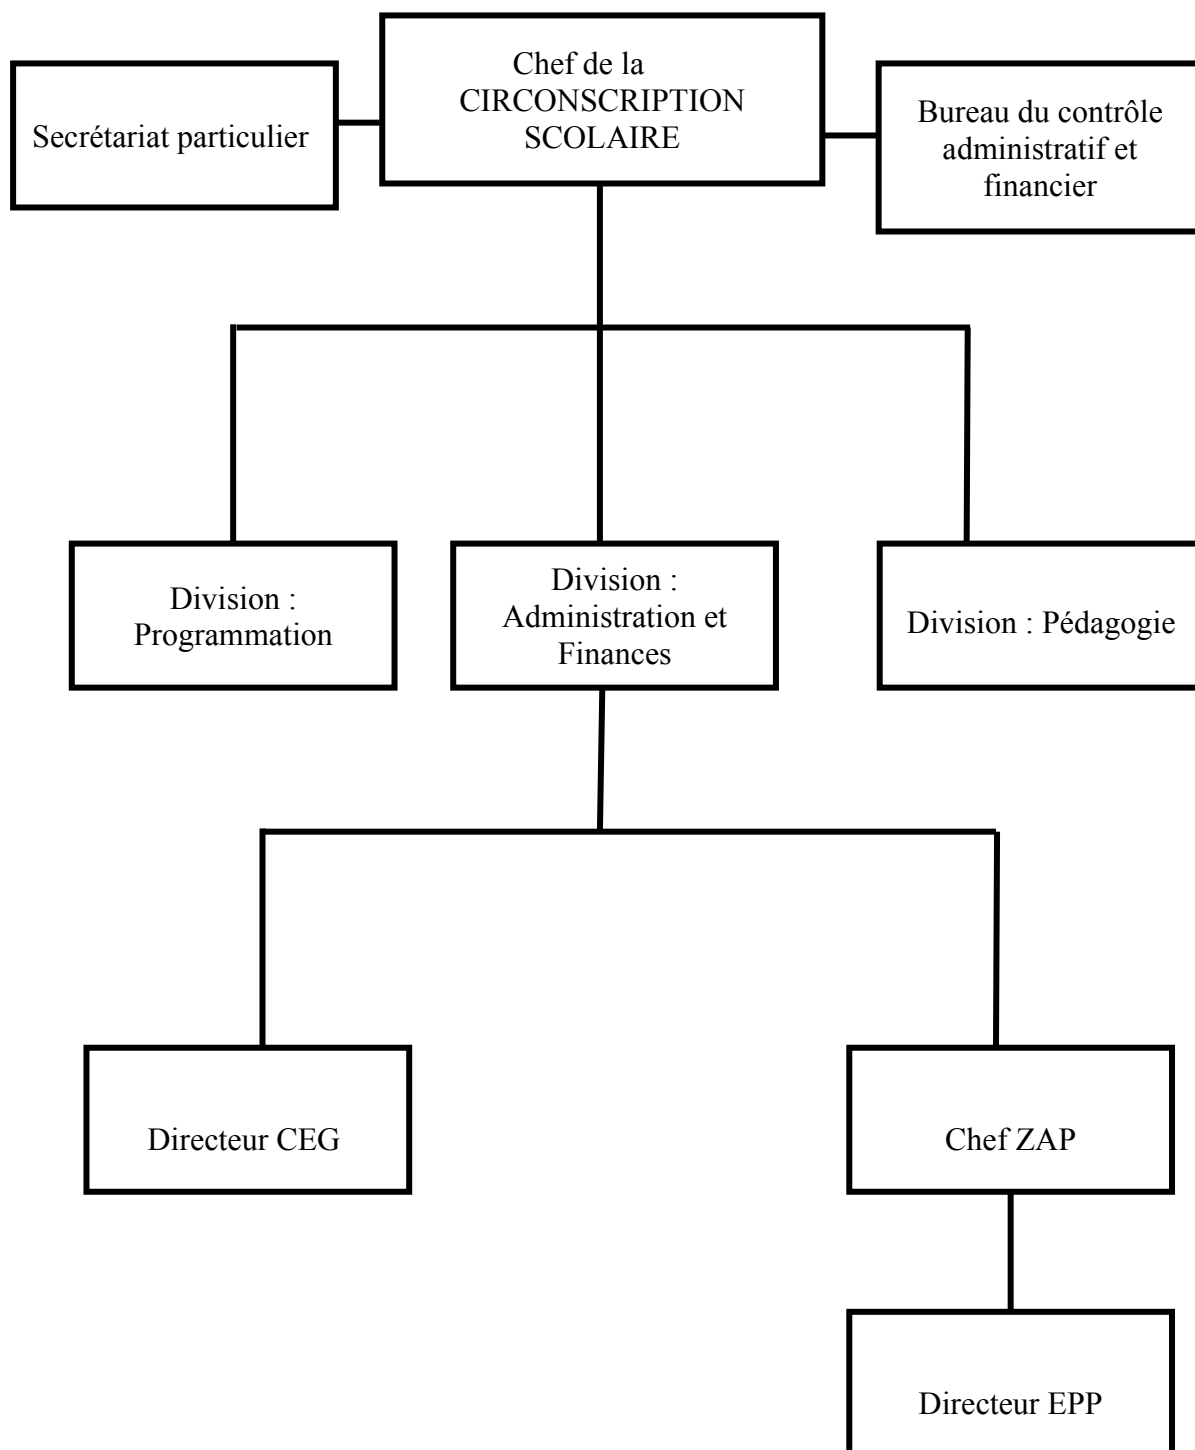 Chef de la
CIRCONSCRIPTION
SCOLAIRE
Secrétariat particulier
Bureau du contrôle
administratif et
financier
Division :
Programmation
Division :
Administration et
Finances
Division : Pédagogie
Directeur CEG
Chef ZAP
Directeur EPP